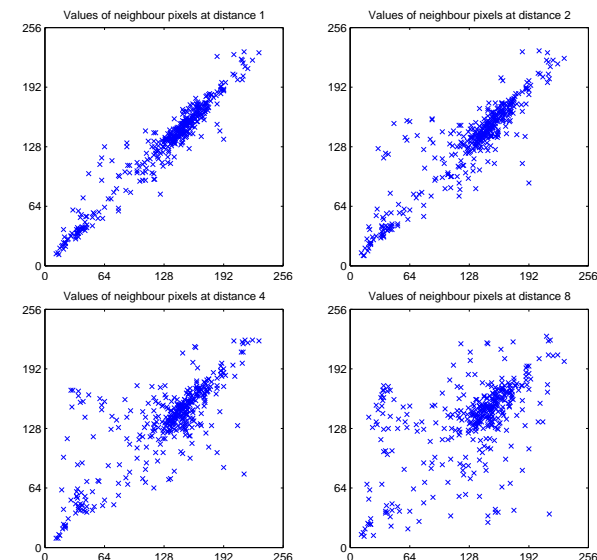 Values of neighbour pixels at distance 1
256
192
128
64
0
0 64 128 192 256
Values of neighbour pixels at distance 2
256
192
128
64
0
0 64 128 192 256
Values of neighbour pixels at distance 4
256
192
128
64
0
0 64 128 192 256
Values of neighbour pixels at distance 8
256
192
128
64
0
0 64 128 192 256